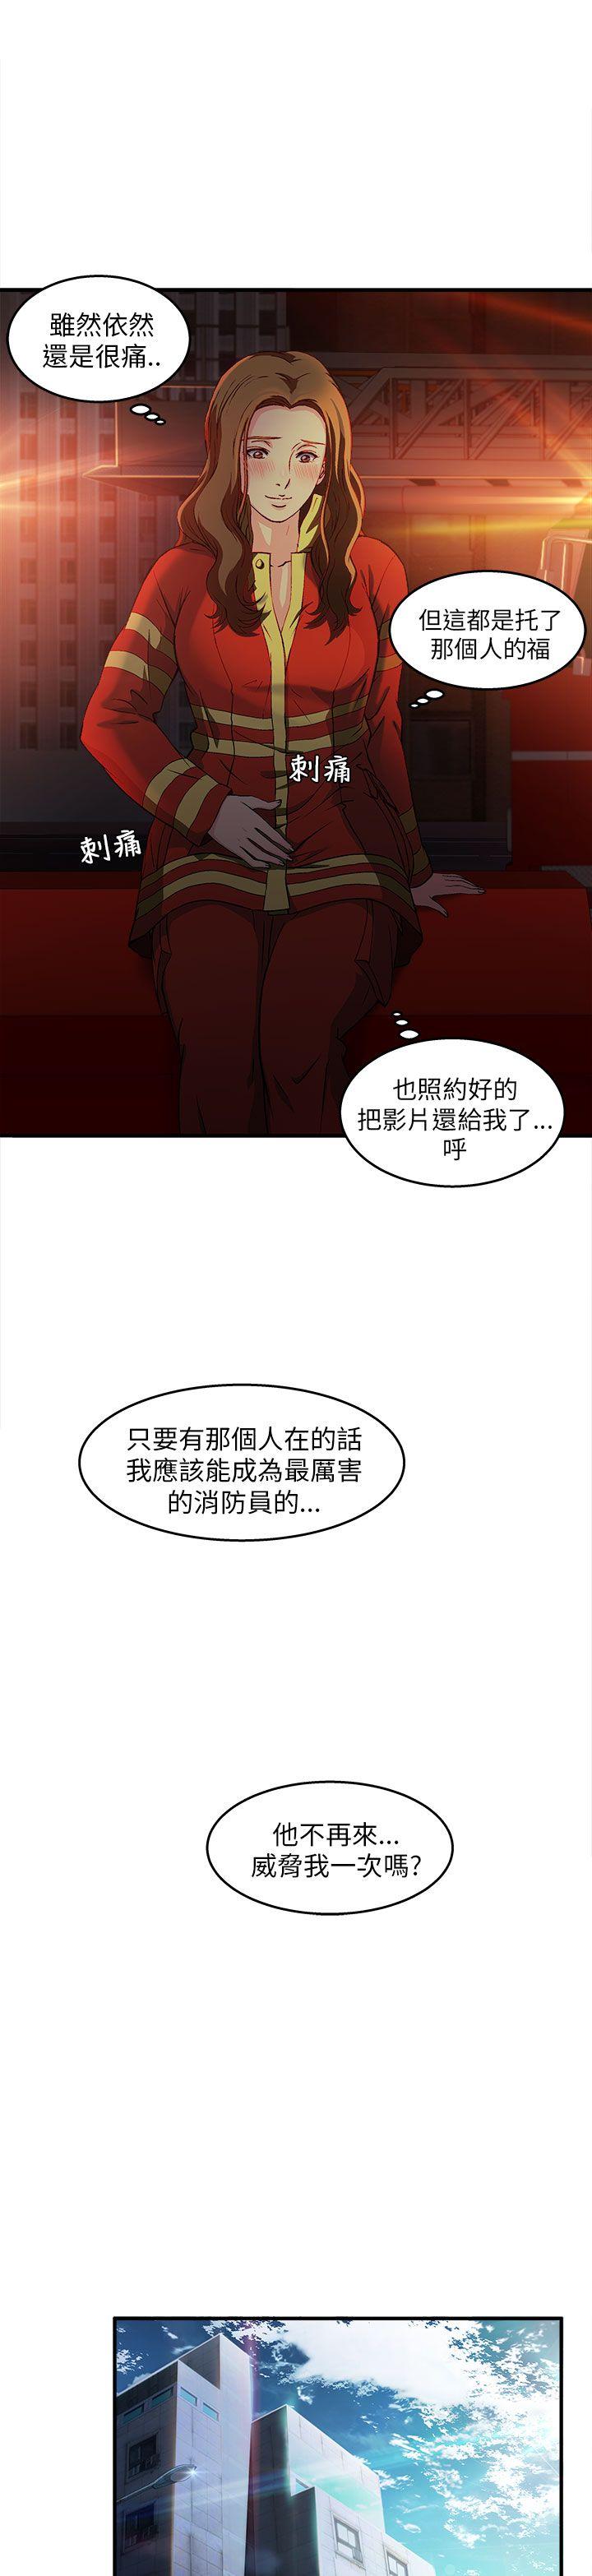 雖然依然
還是很痛..
但這都是托了
那個人的福
刺痛
刺痛
也照約好的
把影片還給我了...
呼
只要有那個人在的話
我應該能成為最厲害
的消防員的...
他不再來...
威脅我一次嗎?